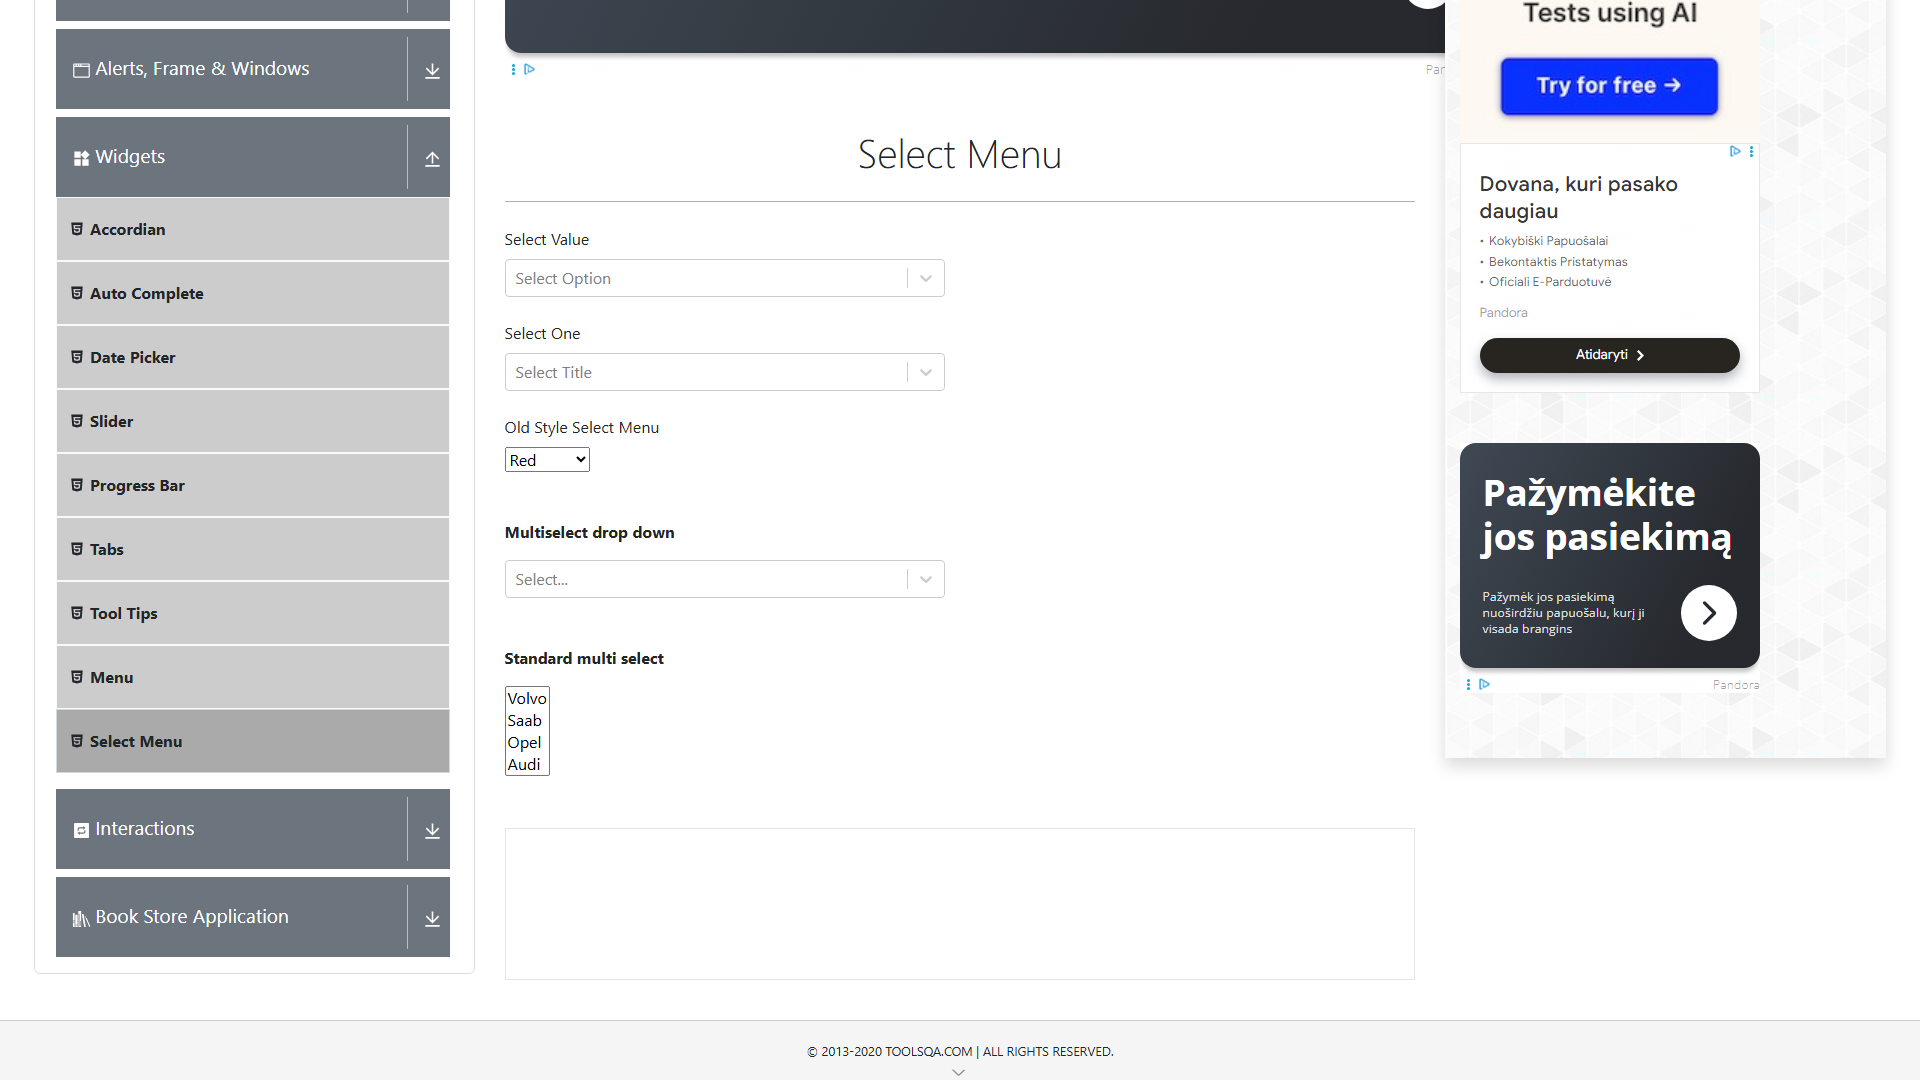 Alerts, Frame & Windows
Widgets
Accordian
Auto Complete
Date Picker
Slider
Progress Bar
Tabs
Tool Tips
Menu
Select Menu
Interactions
Book Store Application
Select Menu
Select Value
Select Option
Select One
Select Title
Old Style Select Menu
Red
Multiselect drop down
Select...
Standard multi select
Volvo
Saab
Opel
Audi
Tests using AI
Try for free →
Dovana, kuri pasako
daugiau
• Kokybiški Papuošalai
• Bekontaktis Pristatymas
• Oficiali E-Parduotuvė
Pandora
Atidaryti
Pažymėkite
jos pasiekimą
Pažymėk jos pasiekimą
nuoširdžiu papuošalu, kurį ji
visada brangins
Pandora
© 2013-2020 TOOLSQA.COM | ALL RIGHTS RESERVED.